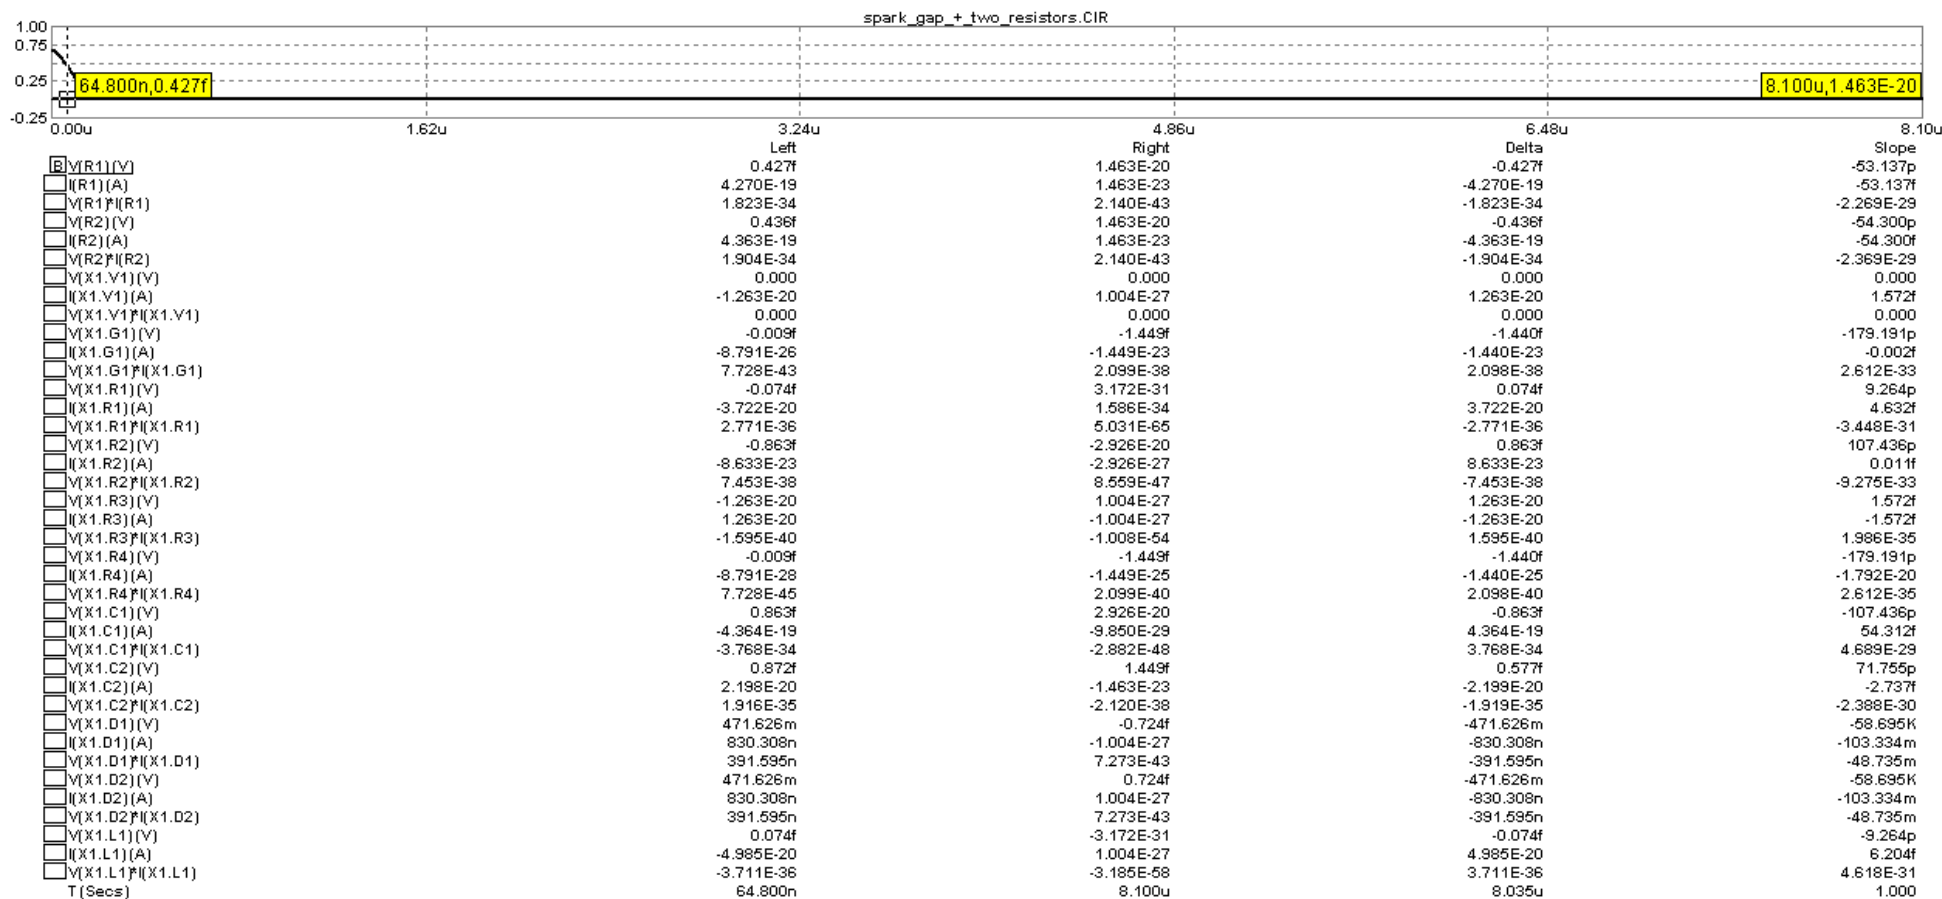 spark_gap_+_two_resistors.CIR
1.00
0.75
0.25
64.800n,0.427f 8.100u,1.463E-20
-0.25
0.00u 1.62u 3.24u 4.86u 6.48u 8.10u
Left Right Delta Slope
B V(R1)(V) 0.427f 1.463E-20 -0.427f -53.137p
I(R1)(A) 4.270E-19 1.463E-23 -4.270E-19 -53.137f
V(R1)*I(R1) 1.823E-34 2.140E-43 -1.823E-34 -2.269E-29
V(R2)(V) 0.436f 1.463E-20 -0.436f -54.300p
I(R2)(A) 4.363E-19 1.463E-23 -4.363E-19 -54.300f
V(R2)*I(R2) 1.904E-34 2.140E-43 -1.904E-34 -2.369E-29
V(X1.V1)(V) 0.000 0.000 0.000 0.000
I(X1.V1)(A) -1.263E-20 1.004E-27 1.263E-20 1.572f
V(X1.V1)*I(X1.V1) 0.000 0.000 0.000 0.000
V(X1.G1)(V) -0.009f -1.449f -1.440f -179.191p
I(X1.G1)(A) -8.791E-26 -1.449E-23 -1.440E-23 -0.002f
V(X1.G1)*I(X1.G1) 7.728E-43 2.099E-38 2.098E-38 2.612E-33
V(X1.R1)(V) -0.074f 3.172E-31 0.074f 9.264p
I(X1.R1)(A) -3.722E-20 1.586E-34 3.722E-20 4.632f
V(X1.R1)*I(X1.R1) 2.771E-36 5.031E-65 -2.771E-36 -3.448E-31
V(X1.R2)(V) -0.863f -2.926E-20 0.863f 107.436p
I(X1.R2)(A) -8.633E-23 -2.926E-27 8.633E-23 0.011f
V(X1.R2)*I(X1.R2) 7.453E-38 8.559E-47 -7.453E-38 -9.275E-33
V(X1.R3)(V) -1.263E-20 1.004E-27 1.263E-20 1.572f
I(X1.R3)(A) 1.263E-20 -1.004E-27 -1.263E-20 -1.572f
V(X1.R3)*I(X1.R3) -1.595E-40 -1.008E-54 1.595E-40 1.986E-35
V(X1.R4)(V) -0.009f -1.449f -1.440f -179.191p
I(X1.R4)(A) -8.791E-28 -1.449E-25 -1.440E-25 -1.792E-20
V(X1.R4)*I(X1.R4) 7.728E-45 2.099E-40 2.098E-40 2.612E-35
V(X1.C1)(V) 0.863f 2.926E-20 -0.863f -107.436p
I(X1.C1)(A) -4.364E-19 -9.850E-29 4.364E-19 54.312f
V(X1.C1)*I(X1.C1) -3.768E-34 -2.882E-48 3.768E-34 4.689E-29
V(X1.C2)(V) 0.872f 1.449f 0.577f 71.755p
I(X1.C2)(A) 2.198E-20 -1.463E-23 -2.199E-20 -2.737f
V(X1.C2)*I(X1.C2) 1.916E-35 -2.120E-38 -1.919E-35 -2.388E-30
V(X1.D1)(V) 471.626m -0.724f -471.626m -58.695K
I(X1.D1)(A) 830.308n -1.004E-27 -830.308n -103.334m
V(X1.D1)*I(X1.D1) 391.595n 7.273E-43 -391.595n -48.735m
V(X1.D2)(V) 471.626m 0.724f -471.626m -58.695K
I(X1.D2)(A) 830.308n 1.004E-27 -830.308n -103.334m
V(X1.D2)*I(X1.D2) 391.595n 7.273E-43 -391.595n -48.735m
V(X1.L1)(V) 0.074f -3.172E-31 -0.074f -9.264p
I(X1.L1)(A) -4.985E-20 1.004E-27 4.985E-20 6.204f
V(X1.L1)*I(X1.L1) -3.711E-36 -3.185E-58 3.711E-36 4.618E-31
T (Secs) 64.800n 8.100u 8.035u 1.000